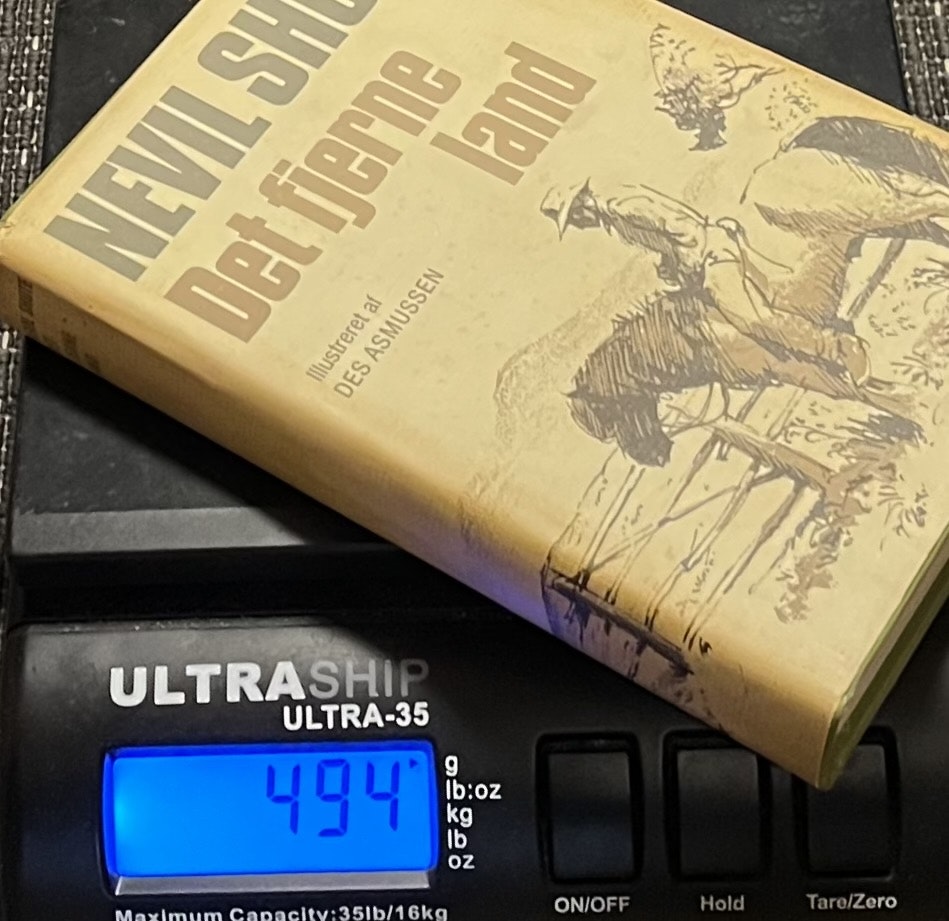 NEVIL SHU
Det fjerne
land
Illustreret af
DES ASMUSSEN
ULTRASHIP
ULTRA-35
494
g
lb:oz
kg
lb
oz
ON/OFF
Hold
Tare/Zero
Maximum Capacity:35lb/16kg